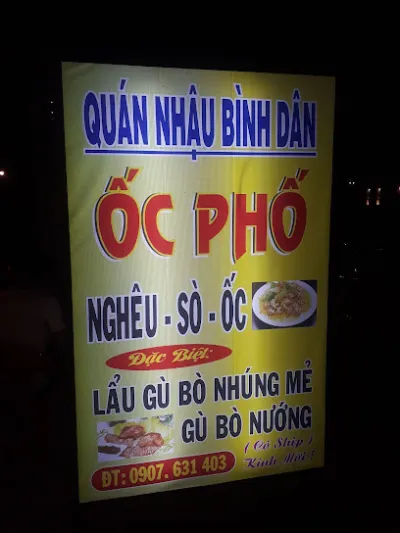 QUÁN NHẬU BÌNH DÂN
ỐC PHỐ
NGHÊU - SÒ - ỐC
Đặc Biệt:
LẨU GÙ BÒ NHÚNG MẺ
GÙ BÒ NƯỚNG
( Có Ship )
Kính Mời!
ĐT: 0907. 631 403